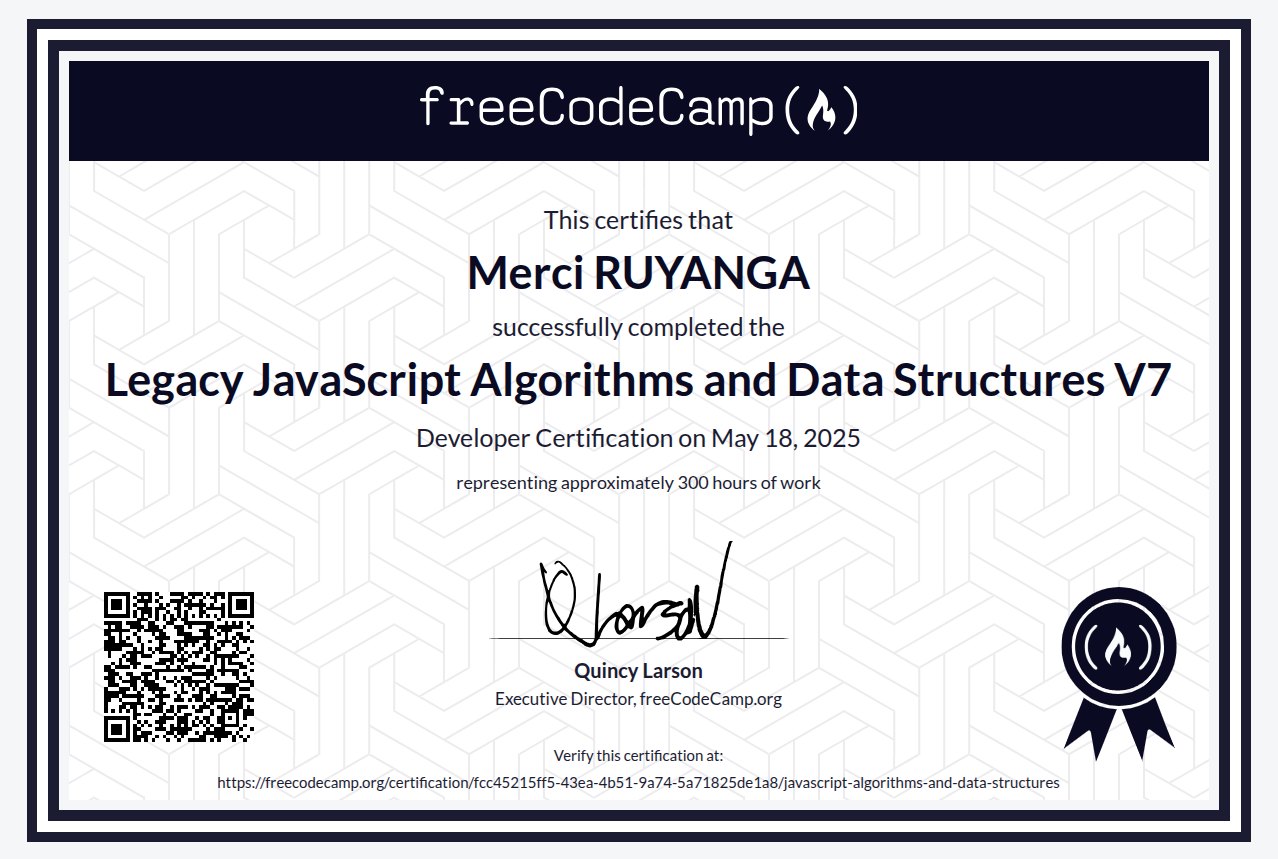 freeCodeCamp
This certifies that
Merci RUYANGA
successfully completed the
Legacy JavaScript Algorithms and Data Structures V7
Developer Certification on May 18, 2025
representing approximately 300 hours of work
Quincy Larson
Executive Director, freeCodeCamp.org
Verify this certification at:
https://freecodecamp.org/certification/fcc45215ff5-43ea-4b51-9a74-5a71825de1a8/javascript-algorithms-and-data-structures